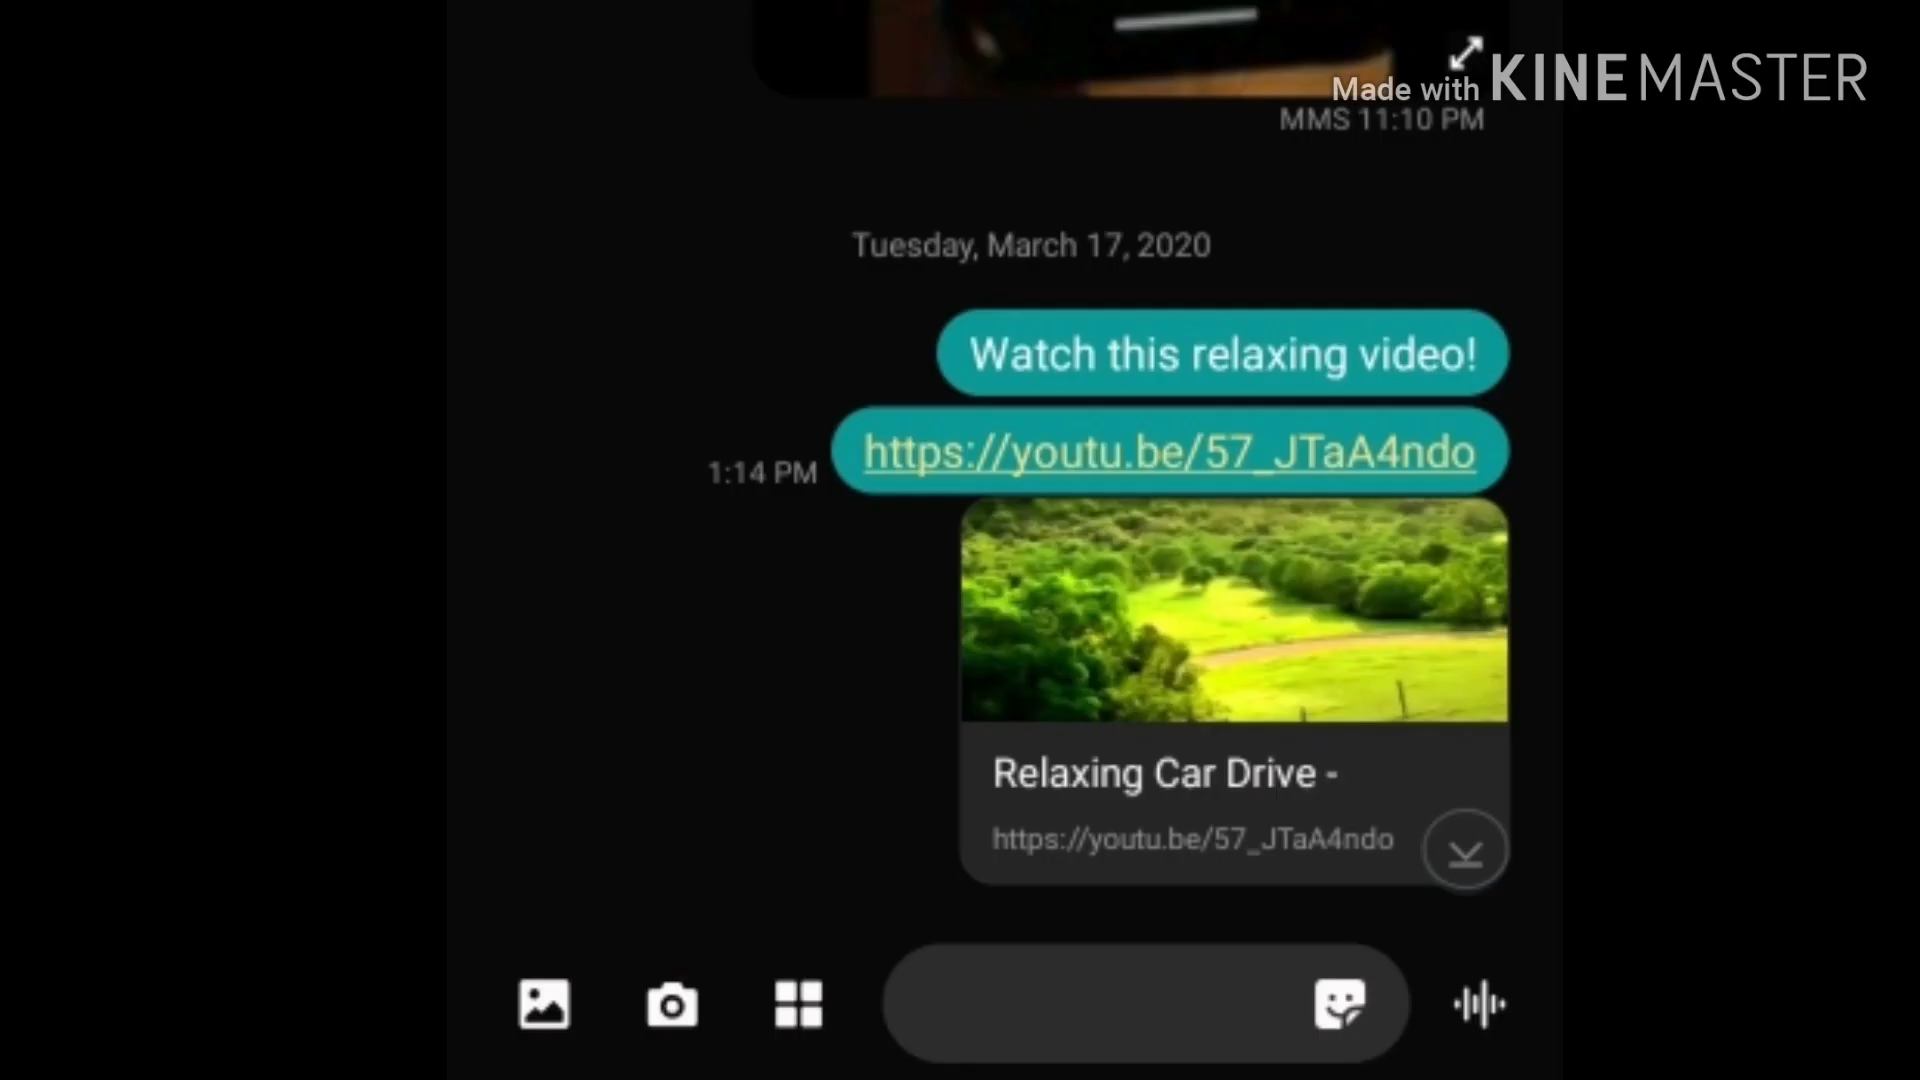 Made with KINEMASTER
MMS 11:10 PM
Tuesday, March 17, 2020
Watch this relaxing video!
1:14 PM https://youtu.be/57_JTaA4ndo
Relaxing Car Drive -
https://youtu.be/57_JTaA4ndo